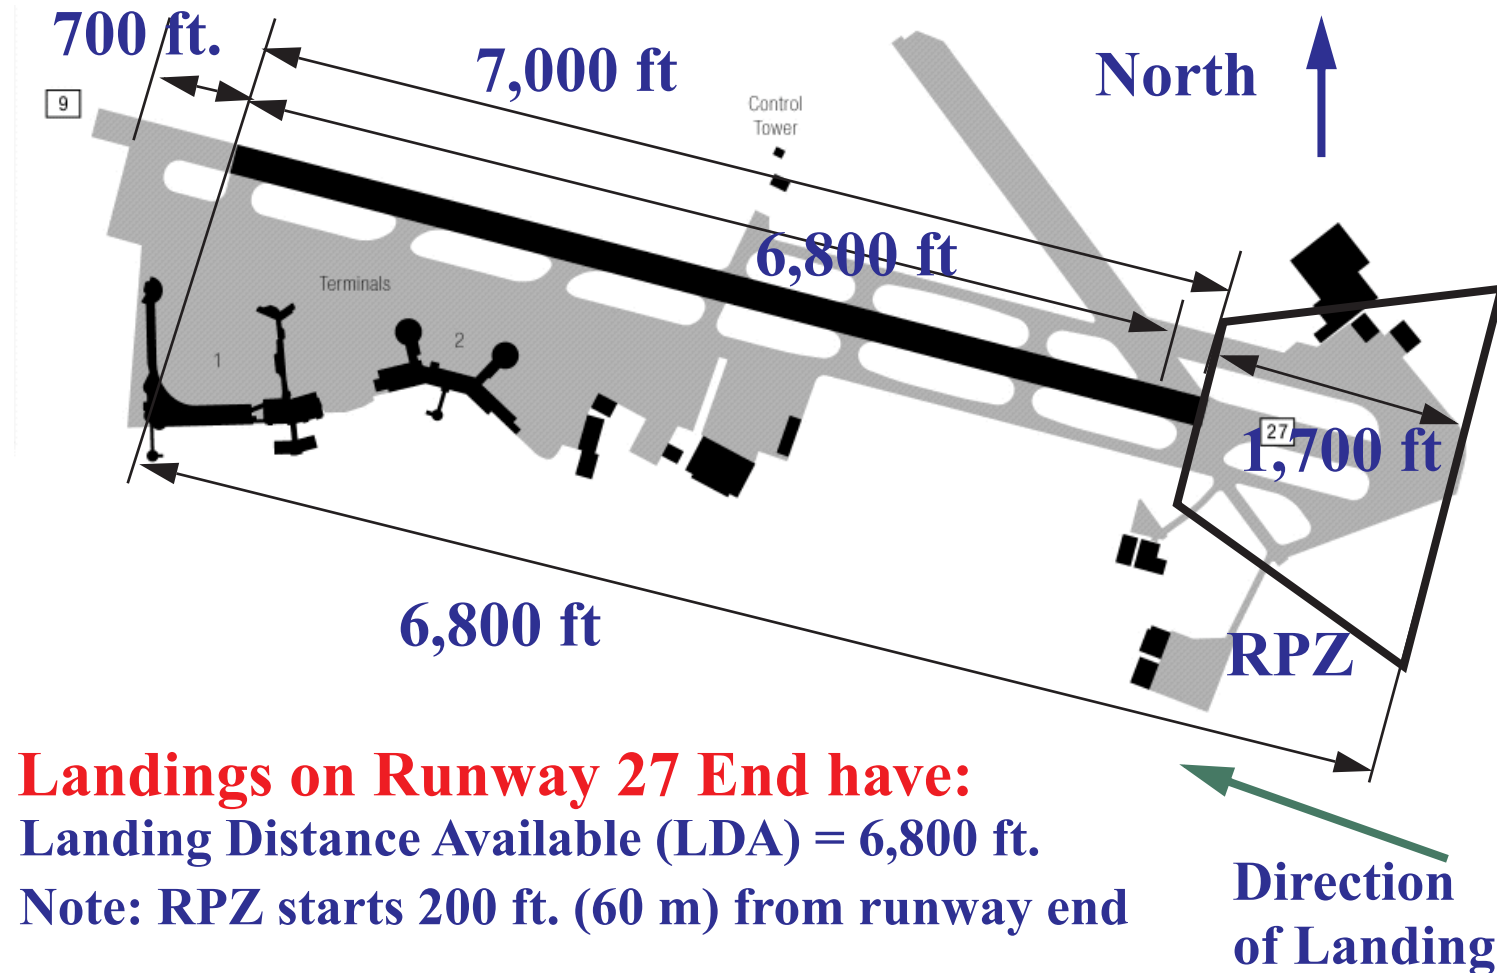 700 ft.
7,000 ft
North
9
Control
Tower
6,800 ft
Terminals
1
2
27
1,700 ft
6,800 ft
RPZ
Landings on Runway 27 End have:
Landing Distance Available (LDA) = 6,800 ft.
Note: RPZ starts 200 ft. (60 m) from runway end
Direction
of Landing